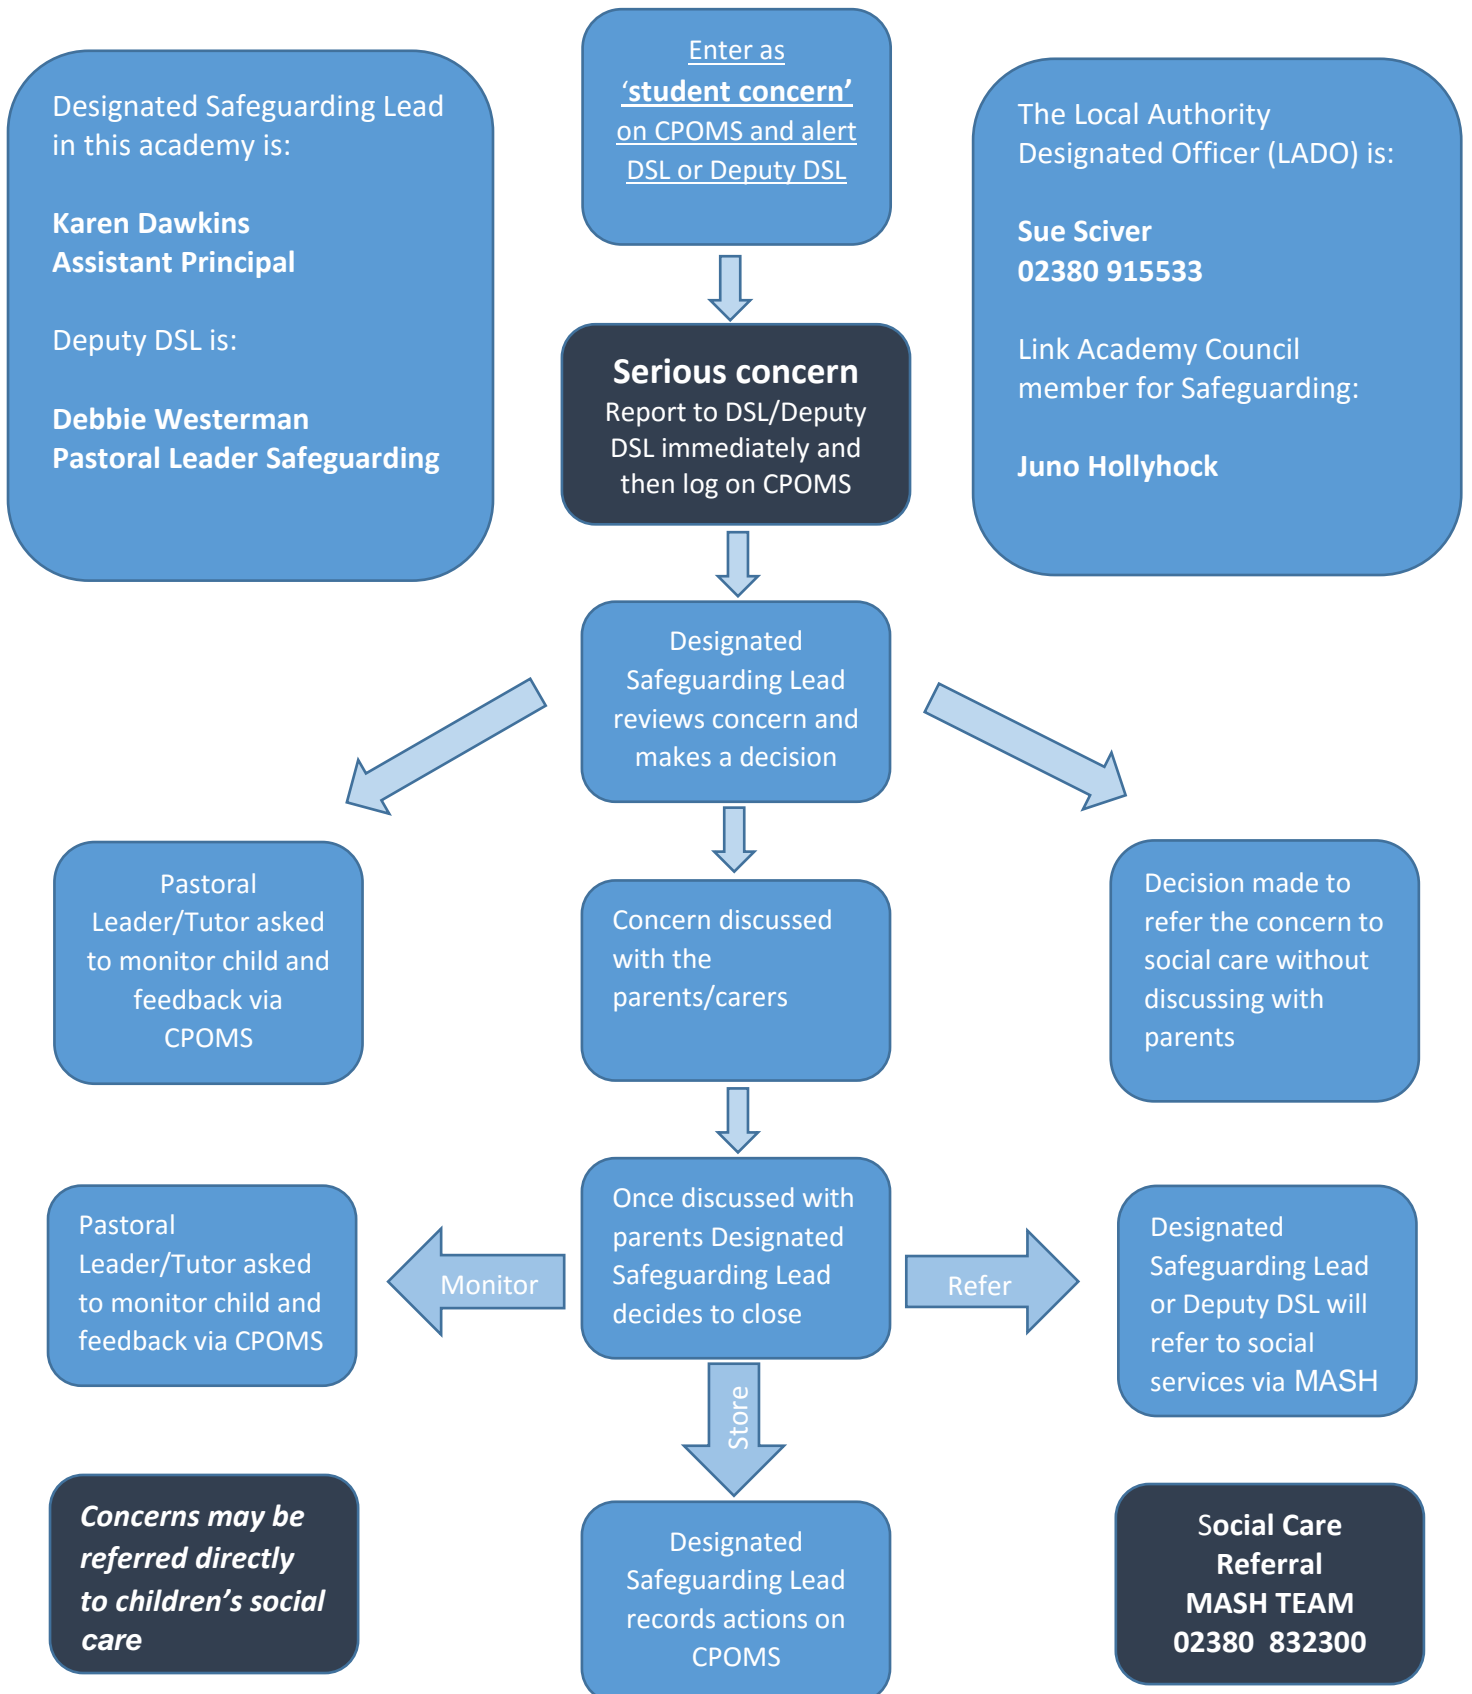 Designated Safeguarding Lead
in this academy is:
Karen Dawkins
Assistant Principal
Deputy DSL is:
Debbie Westerman
Pastoral Leader Safeguarding
Enter as
‘student concern’
on CPOMS and alert
DSL or Deputy DSL
The Local Authority
Designated Officer (LADO) is:
Sue Sciver
02380 915533
Link Academy Council
member for Safeguarding:
Juno Hollyhock
Serious concern
Report to DSL/Deputy
DSL immediately and
then log on CPOMS
Designated
Safeguarding Lead
reviews concern and
makes a decision
Pastoral
Leader/Tutor asked
to monitor child and
feedback via
CPOMS
Concern discussed
with the
parents/carers
Decision made to
refer the concern to
social care without
discussing with
parents
Pastoral
Leader/Tutor asked
to monitor child and
feedback via CPOMS
Monitor
Once discussed with
parents Designated
Safeguarding Lead
decides to close
Refer
Designated
Safeguarding Lead
or Deputy DSL will
refer to social
services via MASH
Store
Concerns may be
referred directly
to children’s social
care
Designated
Safeguarding Lead
records actions on
CPOMS
Social Care
Referral
MASH TEAM
02380  832300